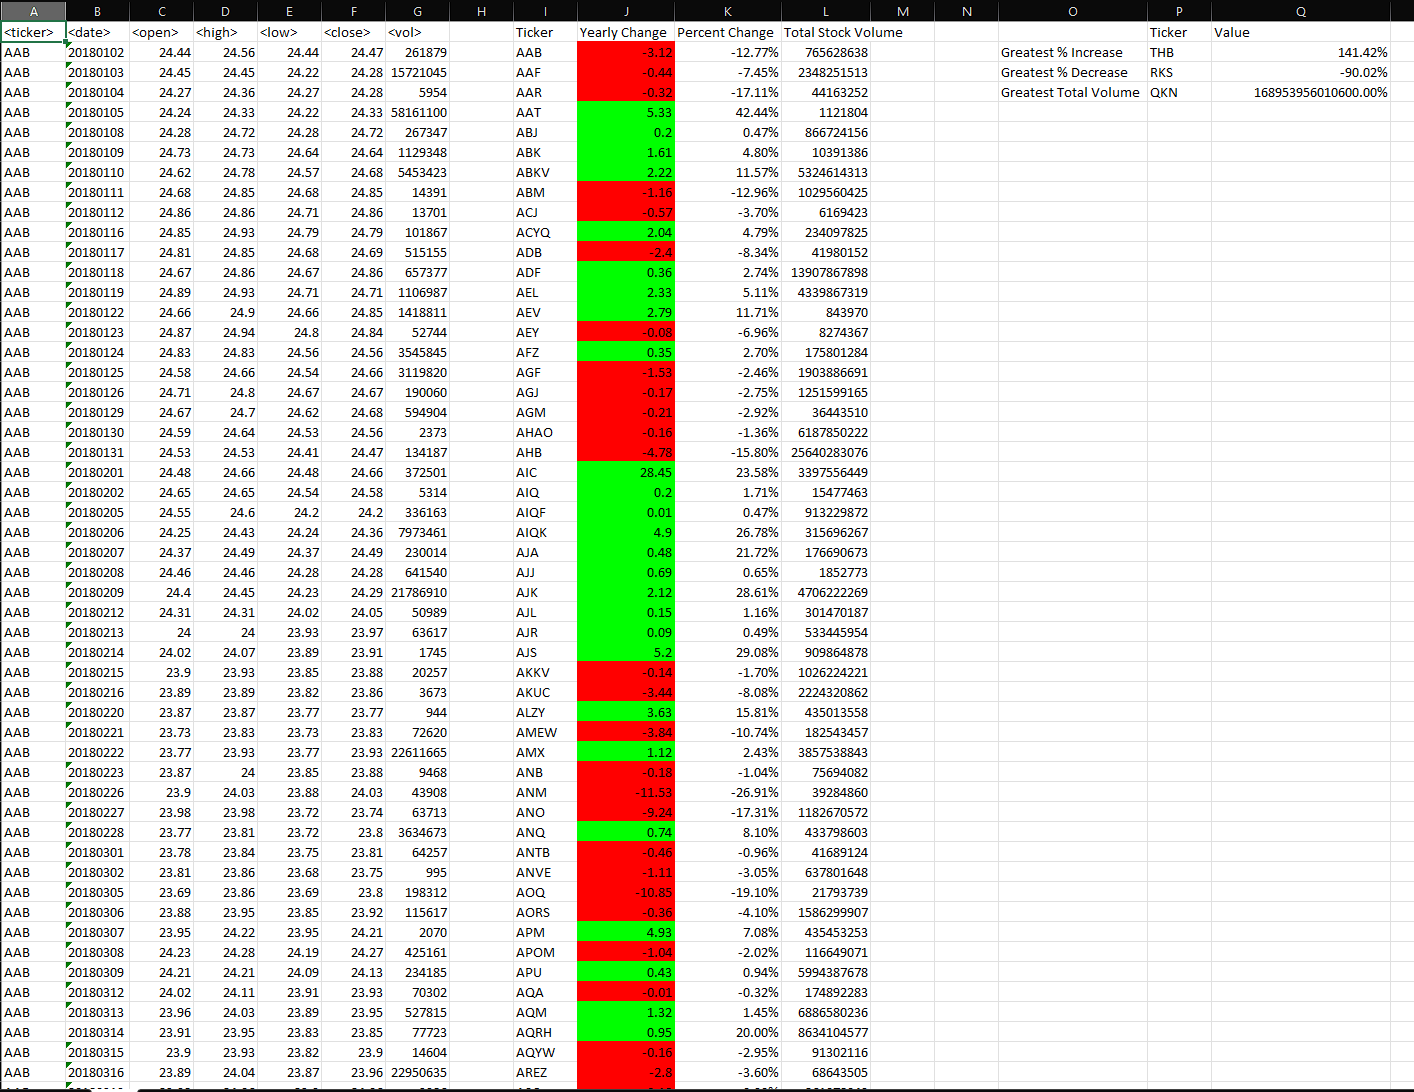 A B C D E F G H I J K L M N O P Q
<ticker> <date> <open> <high> <low> <close> <vol> Ticker Yearly Change Percent Change Total Stock Volume Ticker Value
AAB 20180102 24.44 24.56 24.44 24.47 261879 AAB -3.12 -12.77% 765628638 Greatest % Increase THB 141.42%
AAB 20180103 24.45 24.45 24.22 24.28 15721045 AAF -0.44 -7.45% 2348251513 Greatest % Decrease RKS -90.02%
AAB 20180104 24.27 24.36 24.27 24.28 5954 AAR -0.32 -17.11% 44163252 Greatest Total Volume QKN 168953956010600.00%
AAB 20180105 24.24 24.33 24.22 24.33 58161100 AAT 5.33 42.44% 1121804
AAB 20180108 24.28 24.72 24.28 24.72 267347 ABJ 0.2 0.47% 866724156
AAB 20180109 24.73 24.73 24.64 24.64 1129348 ABK 1.61 4.80% 10391386
AAB 20180110 24.62 24.78 24.57 24.68 5453423 ABKV 2.22 11.57% 5324614313
AAB 20180111 24.68 24.85 24.68 24.85 14391 ABM -1.16 -12.96% 1029560425
AAB 20180112 24.86 24.86 24.71 24.86 13701 ACJ -0.57 -3.70% 6169423
AAB 20180116 24.85 24.93 24.79 24.79 101867 ACYQ 2.04 4.79% 234097825
AAB 20180117 24.81 24.85 24.68 24.69 515155 ADB -2.4 -8.34% 41980152
AAB 20180118 24.67 24.86 24.67 24.86 657377 ADF 0.36 2.74% 13907867898
AAB 20180119 24.89 24.93 24.71 24.71 1106987 AEL 2.33 5.11% 4339867319
AAB 20180122 24.66 24.9 24.66 24.85 1418811 AEV 2.79 11.71% 843970
AAB 20180123 24.87 24.94 24.8 24.84 52744 AEY -0.08 -6.96% 8274367
AAB 20180124 24.83 24.83 24.56 24.56 3545845 AFZ 0.35 2.70% 175801284
AAB 20180125 24.58 24.66 24.54 24.66 3119820 AGF -1.53 -2.46% 1903886691
AAB 20180126 24.71 24.8 24.67 24.67 190060 AGJ -0.17 -2.75% 1251599165
AAB 20180129 24.67 24.7 24.62 24.68 594904 AGM -0.21 -2.92% 36443510
AAB 20180130 24.59 24.64 24.53 24.56 2373 AHAO -0.16 -1.36% 6187850222
AAB 20180131 24.53 24.53 24.41 24.47 134187 AHB -4.78 -15.80% 25640283076
AAB 20180201 24.48 24.66 24.48 24.66 372501 AIC 28.45 23.58% 3397556449
AAB 20180202 24.65 24.65 24.54 24.58 5314 AIQ 0.2 1.71% 15477463
AAB 20180205 24.55 24.6 24.2 24.2 336163 AIQF 0.01 0.47% 913229872
AAB 20180206 24.25 24.43 24.24 24.36 7973461 AIQK 4.9 26.78% 315696267
AAB 20180207 24.37 24.49 24.37 24.49 230014 AJA 0.48 21.72% 176690673
AAB 20180208 24.46 24.46 24.28 24.28 641540 AJJ 0.69 0.65% 1852773
AAB 20180209 24.4 24.45 24.23 24.29 21786910 AJK 2.12 28.61% 4706222269
AAB 20180212 24.31 24.31 24.02 24.05 50989 AJL 0.15 1.16% 301470187
AAB 20180213 24 24 23.93 23.97 63617 AJR 0.09 0.49% 533445954
AAB 20180214 24.02 24.07 23.89 23.91 1745 AJS 5.2 29.08% 909864878
AAB 20180215 23.9 23.93 23.85 23.88 20257 AKKV -0.14 -1.70% 1026224221
AAB 20180216 23.89 23.89 23.82 23.86 3673 AKUC -3.44 -8.08% 2224320862
AAB 20180220 23.87 23.87 23.77 23.77 944 ALZY 3.63 15.81% 435013558
AAB 20180221 23.73 23.83 23.73 23.83 72620 AMEW -3.84 -10.74% 182543457
AAB 20180222 23.77 23.93 23.77 23.93 22611665 AMX 1.12 2.43% 3857538843
AAB 20180223 23.87 24 23.85 23.88 9468 ANB -0.18 -1.04% 75694082
AAB 20180226 23.9 24.03 23.88 24.03 43908 ANM -11.53 -26.91% 39284860
AAB 20180227 23.98 23.98 23.72 23.74 63713 ANO -9.24 -17.31% 1182670572
AAB 20180228 23.77 23.81 23.72 23.8 3634673 ANQ 0.74 8.10% 433798603
AAB 20180301 23.78 23.84 23.75 23.81 64257 ANTB -0.46 -0.96% 41689124
AAB 20180302 23.81 23.86 23.68 23.75 995 ANVE -1.11 -3.05% 637801648
AAB 20180305 23.69 23.86 23.69 23.8 198312 AOQ -10.85 -19.10% 21793739
AAB 20180306 23.88 23.95 23.85 23.92 115617 AORS -0.36 -4.10% 1586299907
AAB 20180307 23.95 24.22 23.95 24.21 2070 APM 4.93 7.08% 435453253
AAB 20180308 24.23 24.28 24.19 24.27 425161 APOM -1.04 -2.02% 116649071
AAB 20180309 24.21 24.21 24.09 24.13 234185 APU 0.43 0.94% 5994387678
AAB 20180312 24.02 24.11 23.91 23.93 70302 AQA -0.01 -0.32% 174892283
AAB 20180313 23.96 24.03 23.89 23.95 527815 AQM 1.32 1.45% 6886580236
AAB 20180314 23.91 23.95 23.83 23.85 77723 AQRH 0.95 20.00% 8634104577
AAB 20180315 23.9 23.93 23.82 23.9 14604 AQYW -0.16 -2.95% 91302116
AAB 20180316 23.89 24.04 23.87 23.96 22950635 AREZ -2.8 -3.60% 68643505